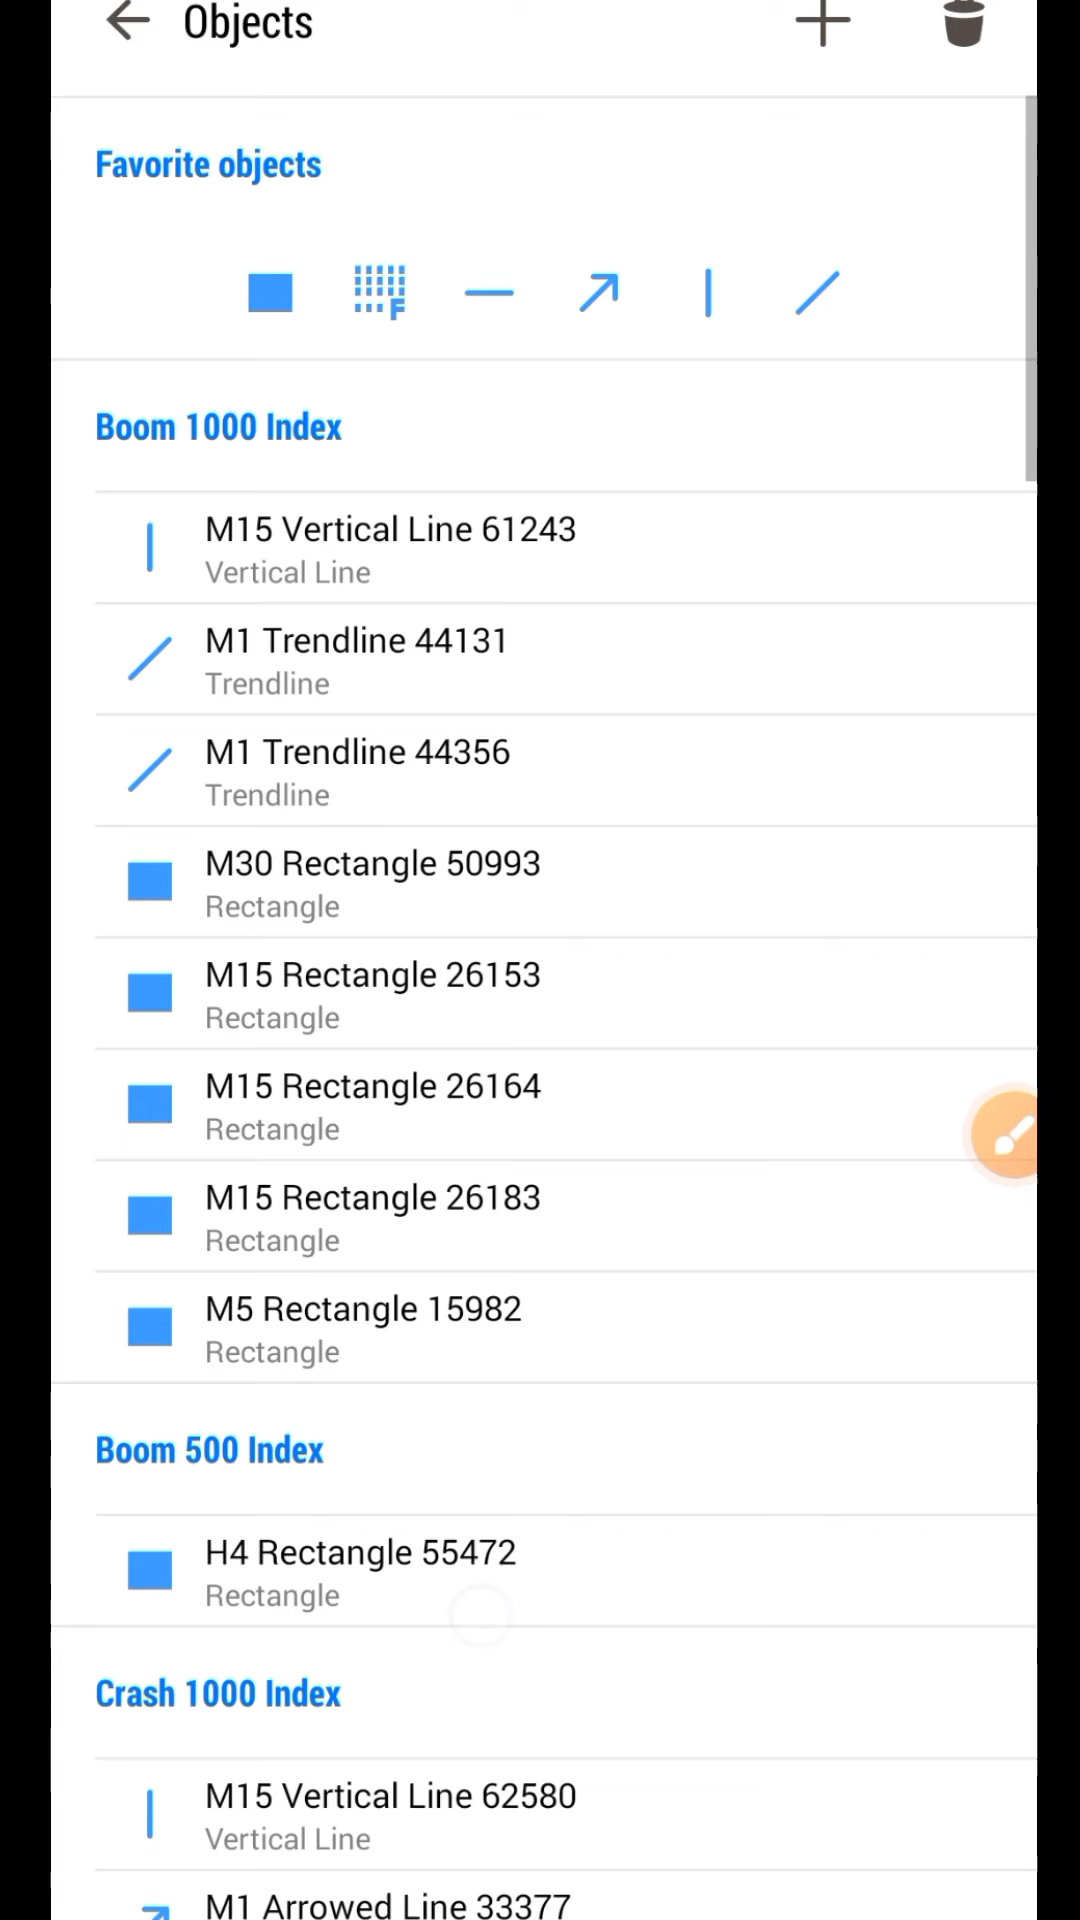 Objects
Favorite objects
F
Boom 1000 Index
M15 Vertical Line 61243
Vertical Line
M1 Trendline 44131
Trendline
M1 Trendline 44356
Trendline
M30 Rectangle 50993
Rectangle
M15 Rectangle 26153
Rectangle
M15 Rectangle 26164
Rectangle
M15 Rectangle 26183
Rectangle
M5 Rectangle 15982
Rectangle
Boom 500 Index
H4 Rectangle 55472
Rectangle
Crash 1000 Index
M15 Vertical Line 62580
Vertical Line
M1 Arrowed Line 33377